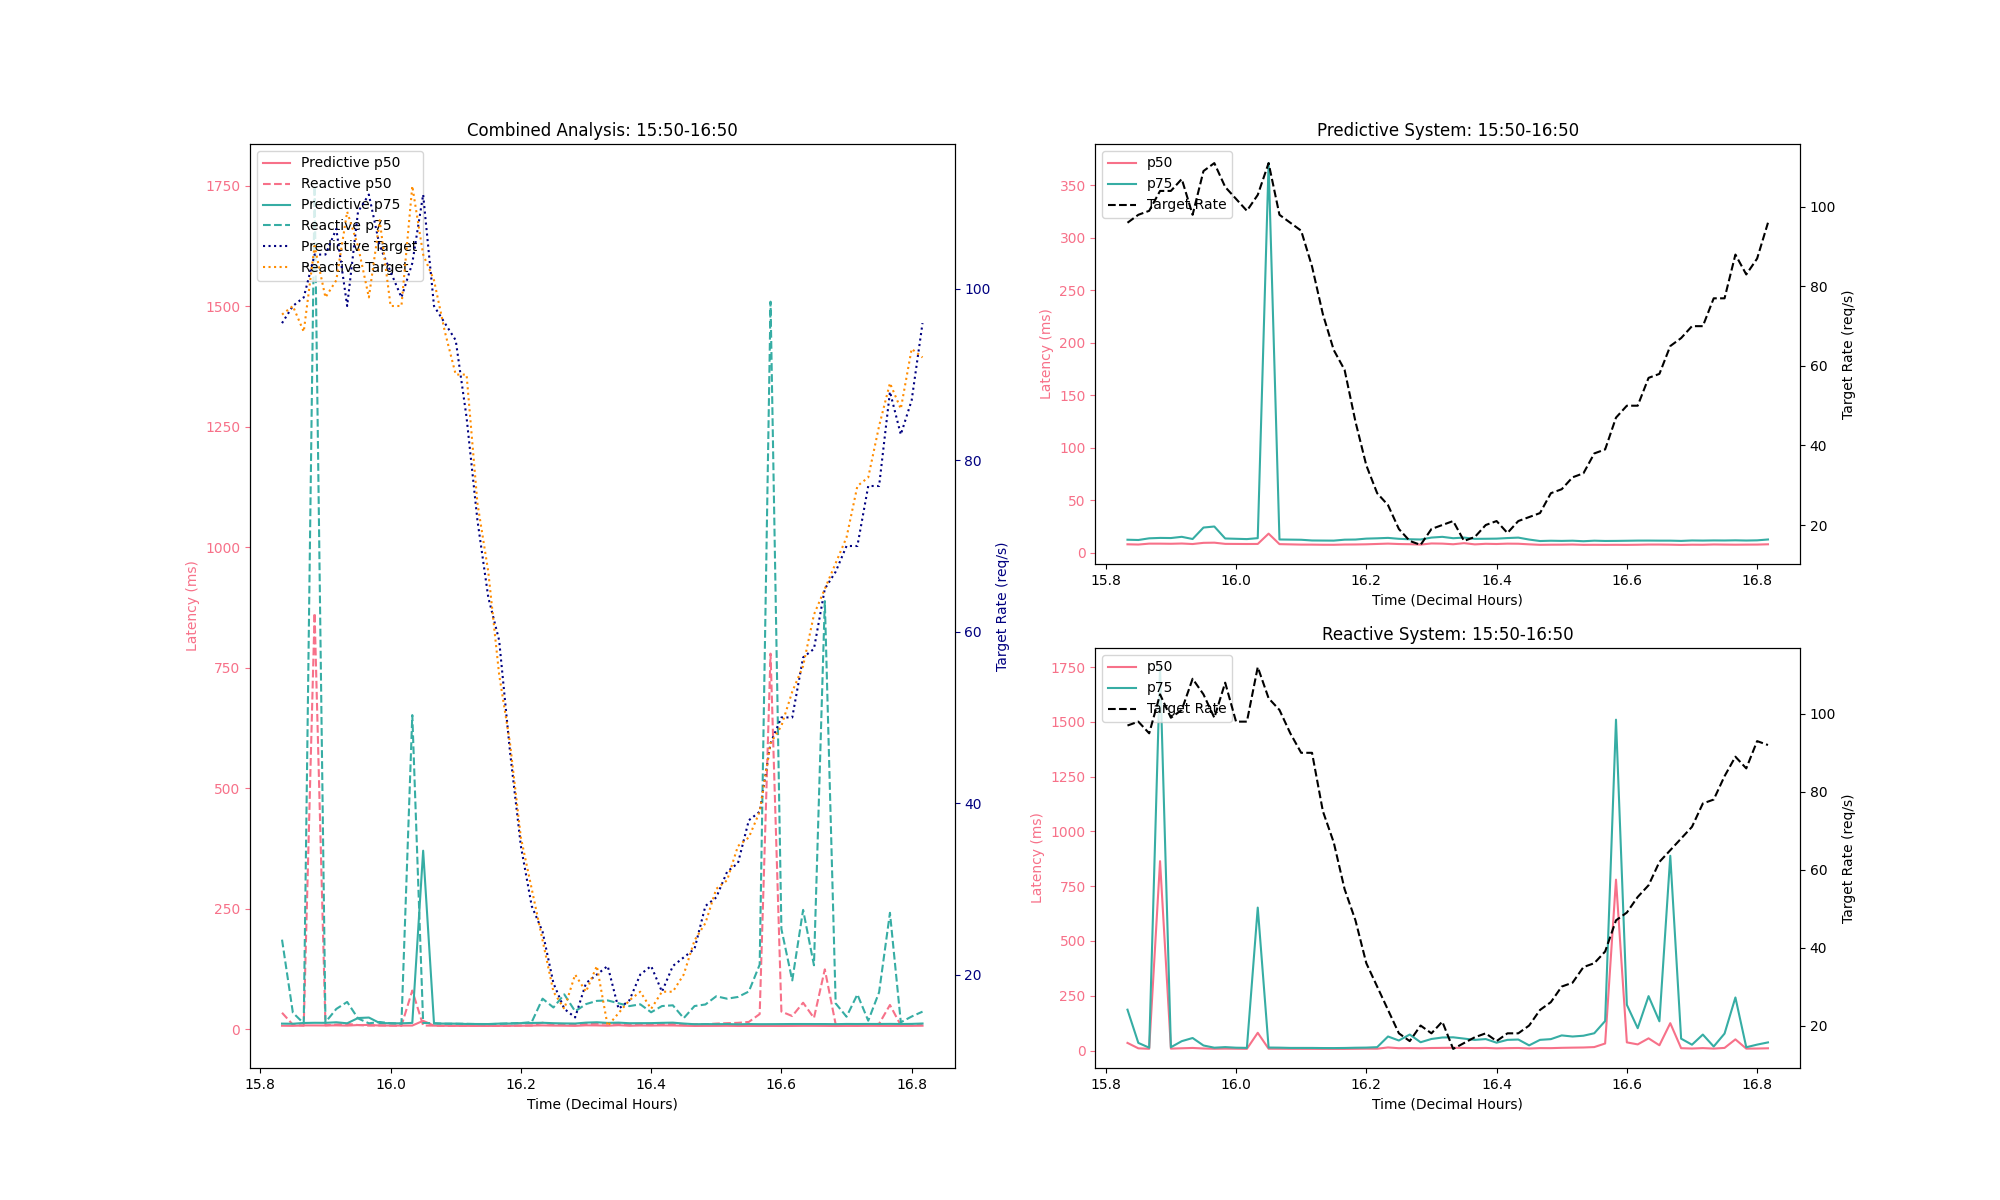 Combined Analysis: 15:50-16:50
Predictive p50
Reactive p50
Predictive p75
Reactive p75
Predictive Target
Reactive Target
1750
1500
1250
1000
750
500
250
0
Latency (ms)
100
80
60
40
20
Target Rate (req/s)
15.8 16.0 16.2 16.4 16.6 16.8
Time (Decimal Hours)
Predictive System: 15:50-16:50
p50
p75
Target Rate
350
300
250
200
150
100
50
0
Latency (ms)
100
80
60
40
20
Target Rate (req/s)
15.8 16.0 16.2 16.4 16.6 16.8
Time (Decimal Hours)
Reactive System: 15:50-16:50
p50
p75
Target Rate
1750
1500
1250
1000
750
500
250
0
Latency (ms)
100
80
60
40
20
Target Rate (req/s)
15.8 16.0 16.2 16.4 16.6 16.8
Time (Decimal Hours)